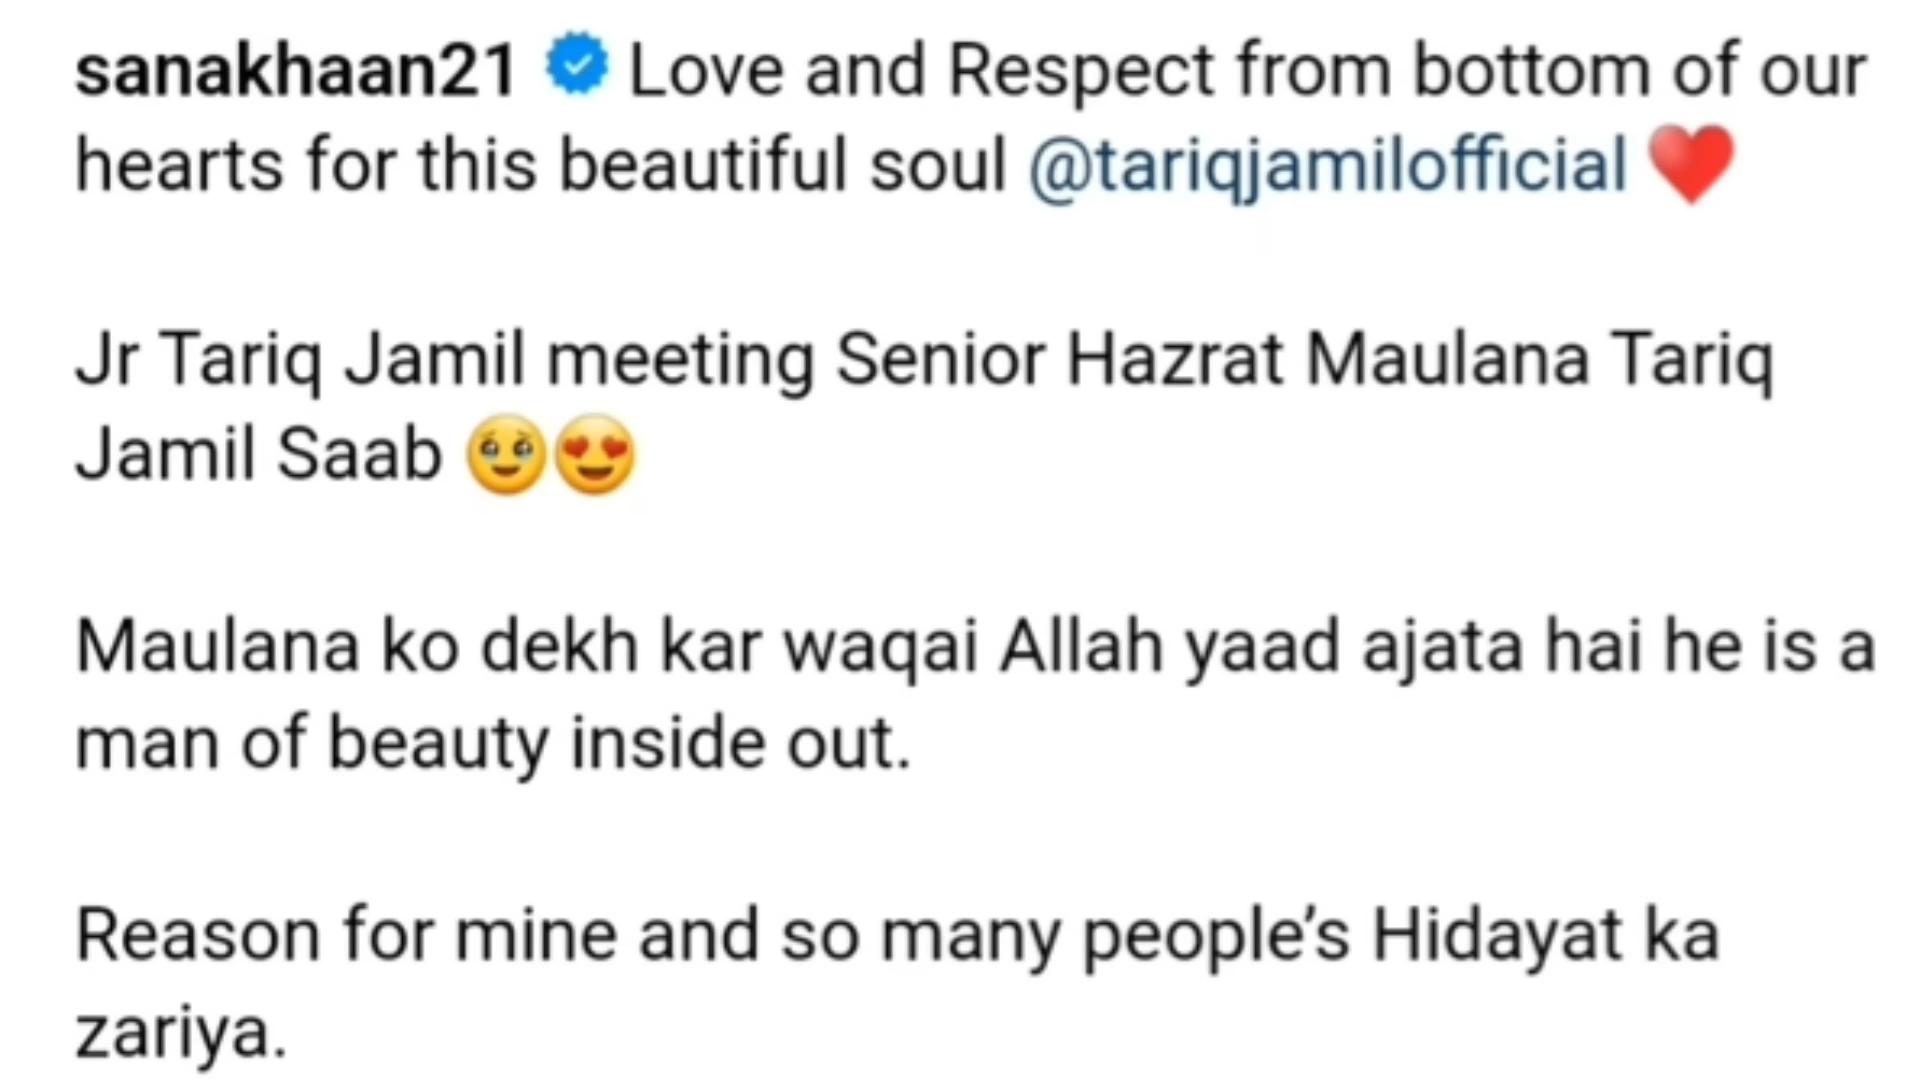 sanakhaan21 Love and Respect from bottom of our
hearts for this beautiful soul @tariqjamilofficial ❤️
Jr Tariq Jamil meeting Senior Hazrat Maulana Tariq
Jamil Saab 🥹😍
Maulana ko dekh kar waqai Allah yaad ajata hai he is a
man of beauty inside out.
Reason for mine and so many people’s Hidayat ka
zariya.